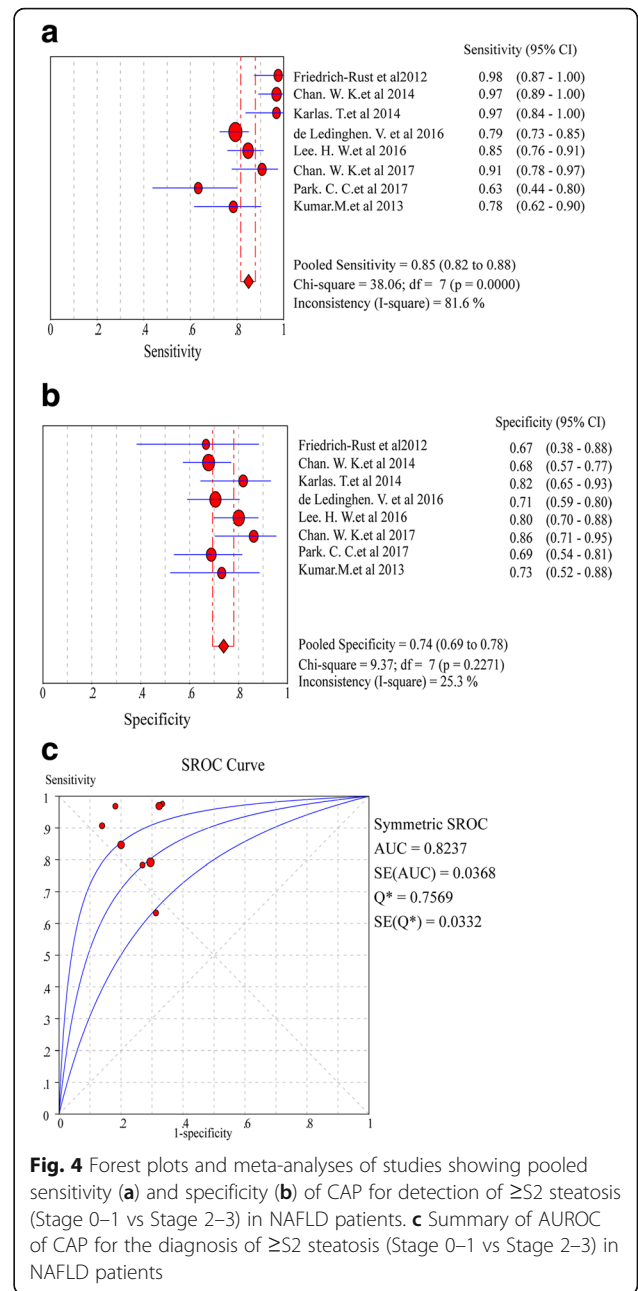 a
Sensitivity (95% CI)
Friedrich-Rust et al2012 0.98 (0.87 - 1.00)
Chan. W. K.et al 2014 0.97 (0.89 - 1.00)
Karlas. T.et al 2014 0.97 (0.84 - 1.00)
de Ledinghen. V. et al 2016 0.79 (0.73 - 0.85)
Lee. H. W.et al 2016 0.85 (0.76 - 0.91)
Chan. W. K.et al 2017 0.91 (0.78 - 0.97)
Park. C. C.et al 2017 0.63 (0.44 - 0.80)
Kumar.M.et al 2013 0.78 (0.62 - 0.90)
Pooled Sensitivity = 0.85 (0.82 to 0.88)
Chi-square = 38.06; df = 7 (p = 0.0000)
Inconsistency (I-square) = 81.6 %
0 .2 .4 .6 .8 1
Sensitivity
b
Specificity (95% CI)
Friedrich-Rust et al2012 0.67 (0.38 - 0.88)
Chan. W. K.et al 2014 0.68 (0.57 - 0.77)
Karlas. T.et al 2014 0.82 (0.65 - 0.93)
de Ledinghen. V. et al 2016 0.71 (0.59 - 0.80)
Lee. H. W.et al 2016 0.80 (0.70 - 0.88)
Chan. W. K.et al 2017 0.86 (0.71 - 0.95)
Park. C. C.et al 2017 0.69 (0.54 - 0.81)
Kumar.M.et al 2013 0.73 (0.52 - 0.88)
Pooled Specificity = 0.74 (0.69 to 0.78)
Chi-square = 9.37; df = 7 (p = 0.2271)
Inconsistency (I-square) = 25.3 %
0 .2 .4 .6 .8 1
Specificity
c
SROC Curve
Sensitivity
1
.9
.8
.7
.6
.5
.4
.3
.2
.1
0
0 .2 .4 .6 .8 1
1-specificity
Symmetric SROC
AUC = 0.8237
SE(AUC) = 0.0368
Q* = 0.7569
SE(Q*) = 0.0332
Fig. 4 Forest plots and meta-analyses of studies showing pooled
sensitivity (a) and specificity (b) of CAP for detection of ≥S2 steatosis
(Stage 0–1 vs Stage 2–3) in NAFLD patients. c Summary of AUROC
of CAP for the diagnosis of ≥S2 steatosis (Stage 0–1 vs Stage 2–3) in
NAFLD patients